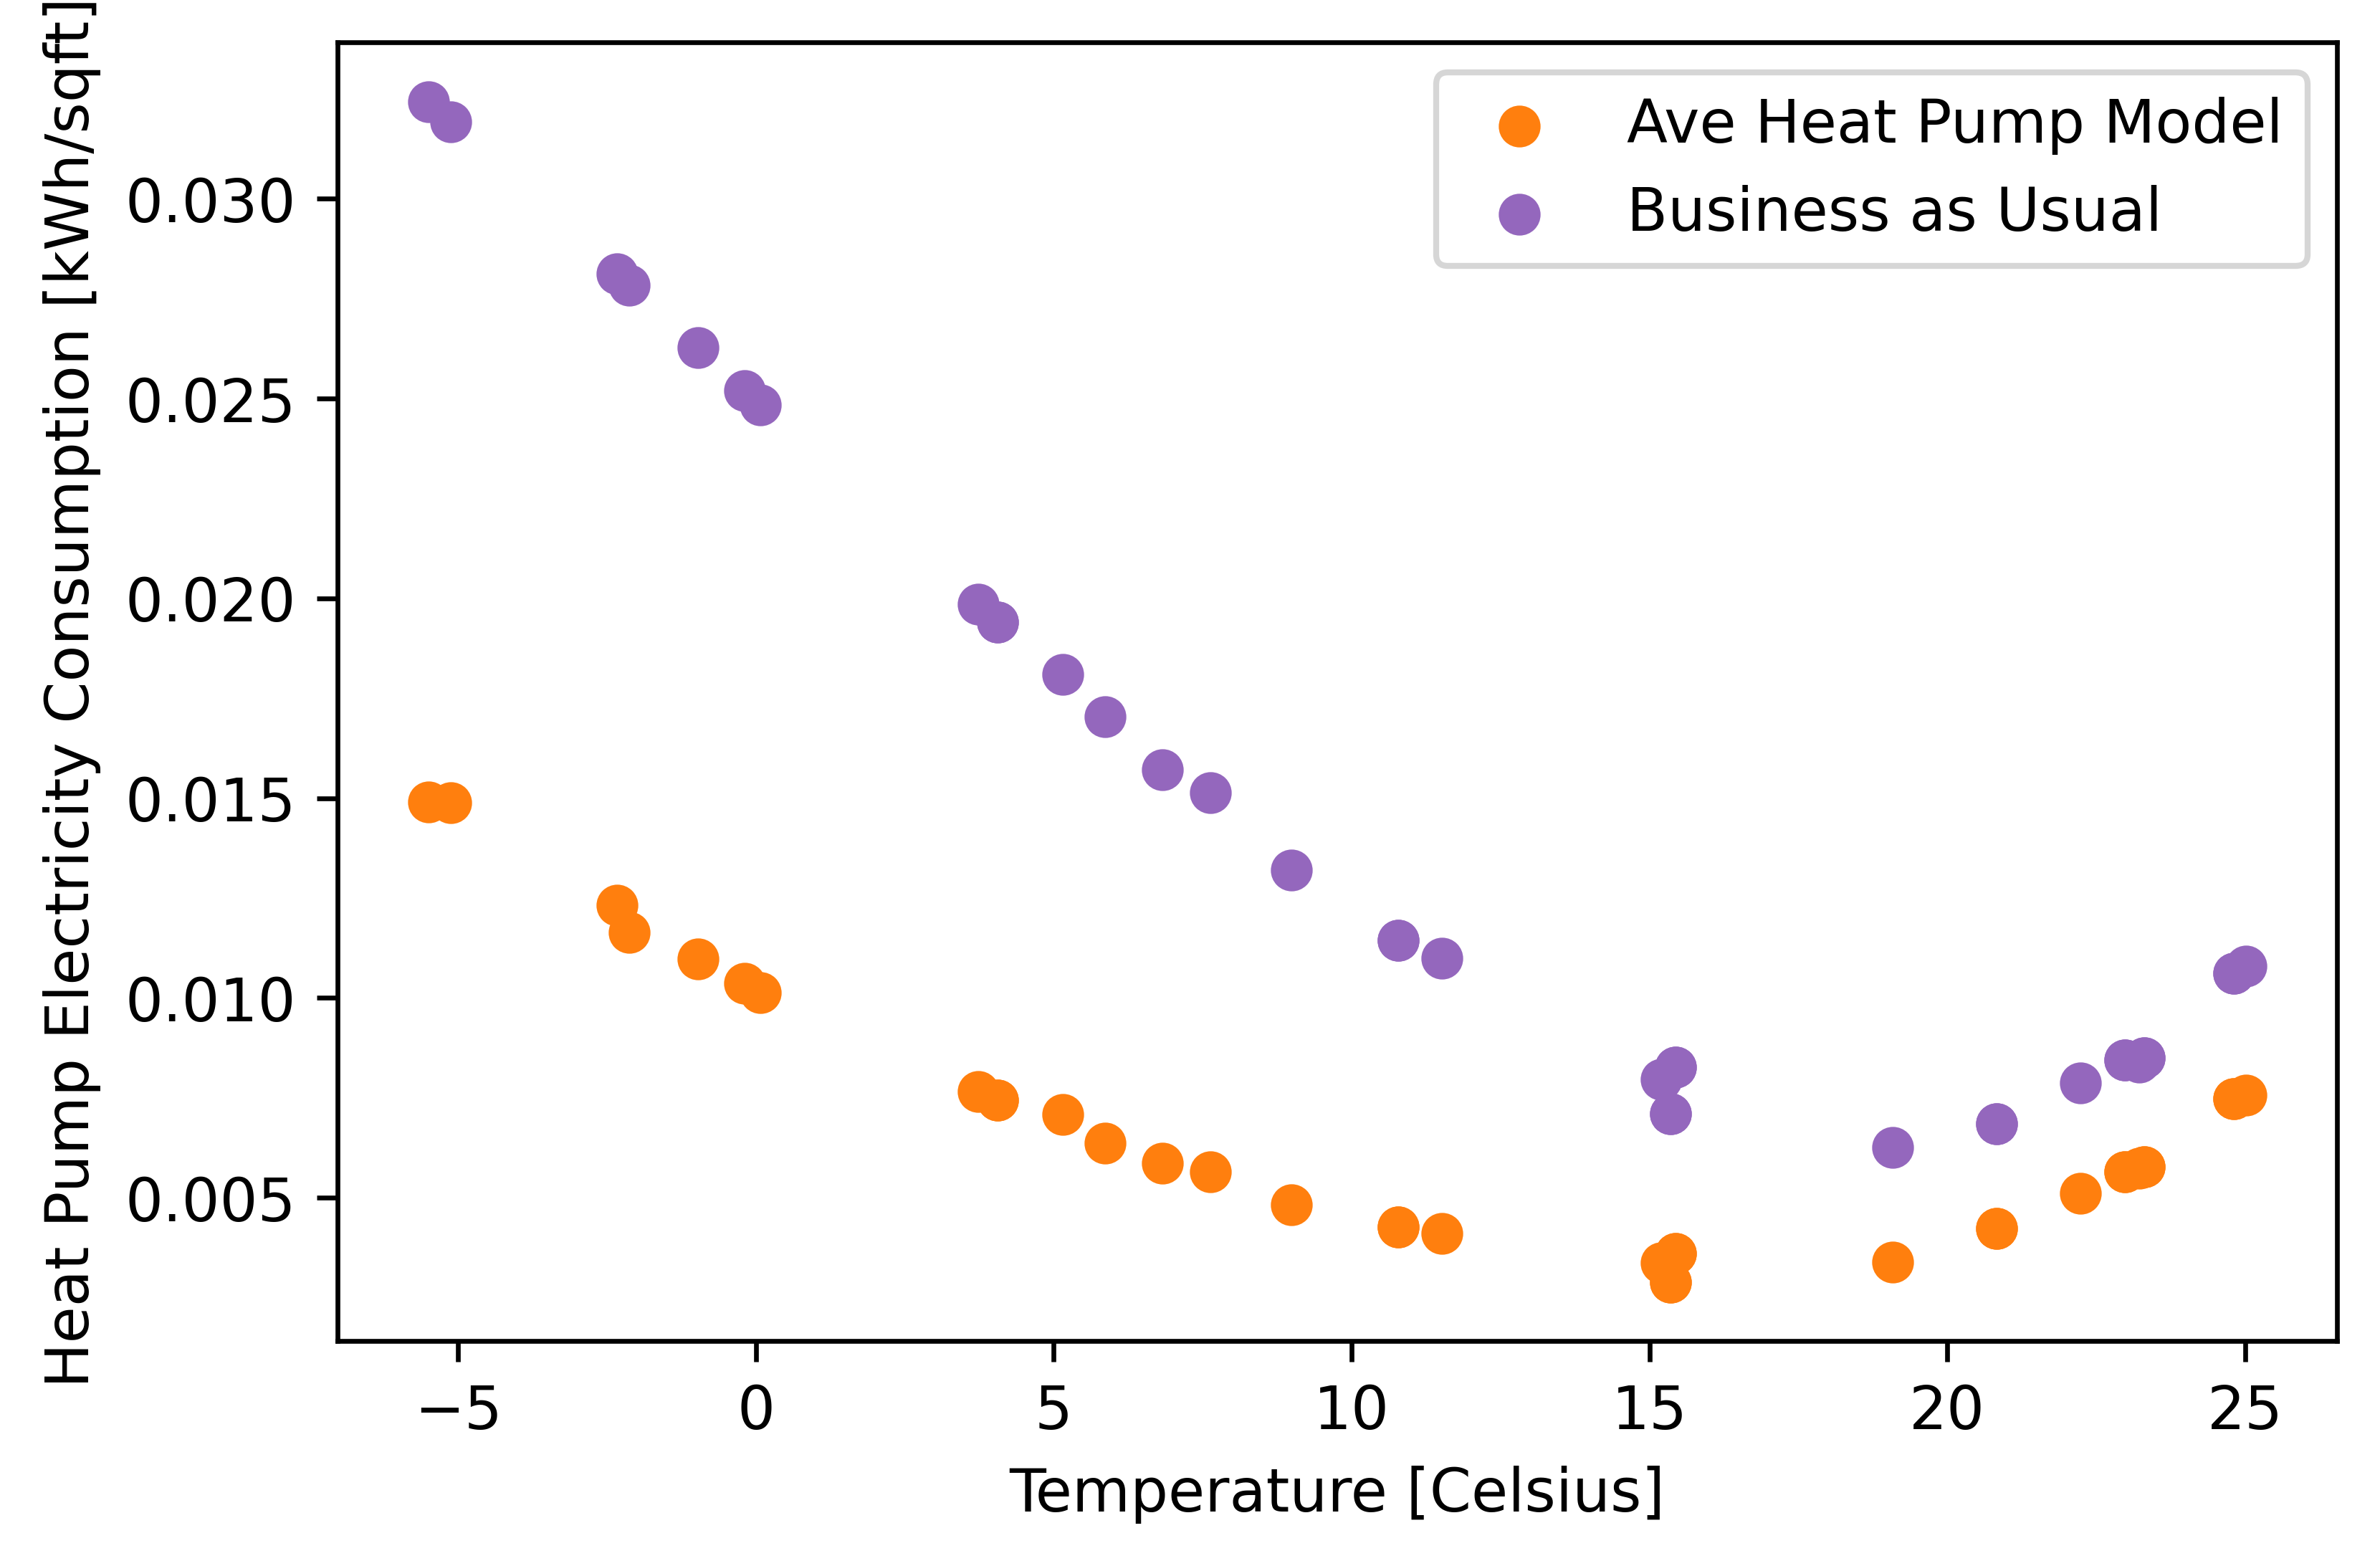 Heat Pump Electricity Consumption [kWh/sqft]
0.030
0.025
0.020
0.015
0.010
0.005
Ave Heat Pump Model
Business as Usual
−5 0 5 10 15 20 25
Temperature [Celsius]